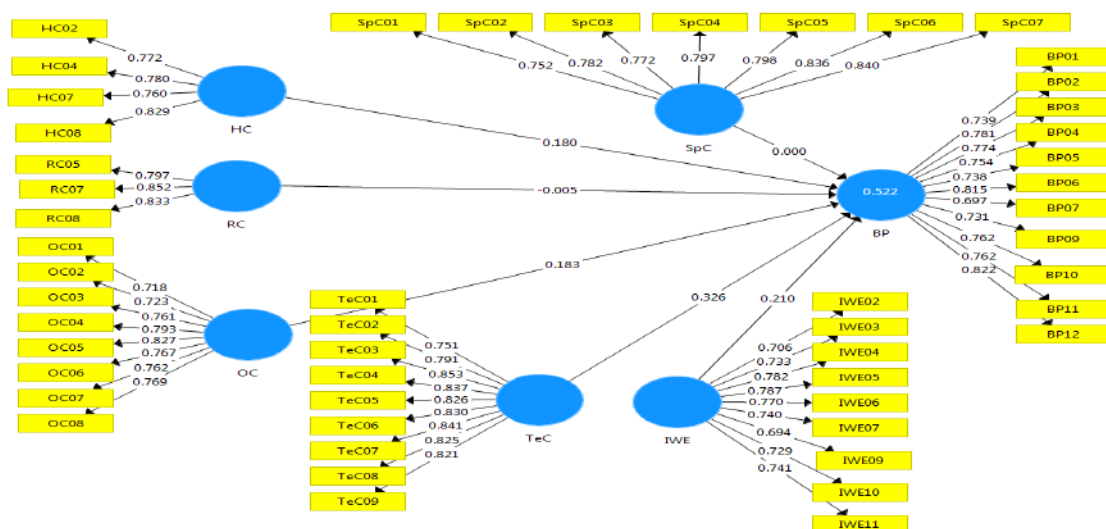 HC02
HC04
HC07
HC08
0.772
0.780
0.760
0.829
HC
SpC01
SpC02
SpC03
SpC04
SpC05
SpC06
SpC07
0.752
0.782
0.772
0.797
0.798
0.836
0.840
SpC
0.180
0.000
RC05
RC07
RC08
0.797
0.852
0.833
RC
-0.005
BP01
BP02
BP03
BP04
BP05
BP06
BP07
BP09
BP10
BP11
BP12
0.739
0.781
0.774
0.754
0.738
0.815
0.697
0.731
0.762
0.762
0.822
0.522
BP
OC01
OC02
OC03
OC04
OC05
OC06
OC07
OC08
0.718
0.723
0.761
0.793
0.827
0.767
0.762
0.769
OC
0.183
0.326
0.210
TeC01
TeC02
TeC03
TeC04
TeC05
TeC06
TeC07
TeC08
TeC09
0.751
0.791
0.853
0.837
0.826
0.830
0.841
0.825
0.821
TeC
IWE
0.706
0.733
0.782
0.787
0.770
0.740
0.694
0.729
0.741
IWE02
IWE03
IWE04
IWE05
IWE06
IWE07
IWE09
IWE10
IWE11